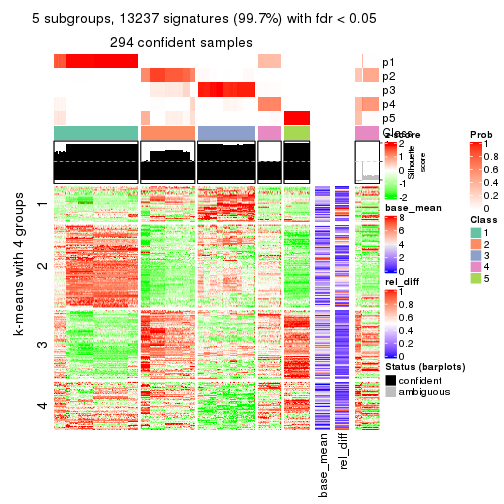 5 subgroups, 13237 signatures (99.7%) with fdr < 0.05
294 confident samples
p1
p2
p3
p4
p5
Class
Silhouette
score
1
2
3
4
k-means with 4 groups
base_mean
rel_diff
z-score
2
1
0
-1
-2
base_mean
8
6
4
2
0
rel_diff
1
0.8
0.6
0.4
0.2
0
Status (barplots)
confident
ambiguous
Prob
1
0.8
0.6
0.4
0.2
0
Class
1
2
3
4
5